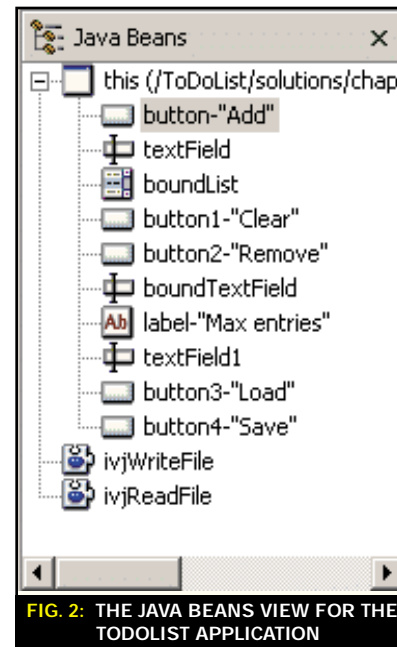 Java Beans
this (/ToDoList/solutions/chap
button-"Add"
textField
boundList
button1-"Clear"
button2-"Remove"
boundTextField
Ab label-"Max entries"
textField1
button3-"Load"
button4-"Save"
ivjWriteFile
ivjReadFile
FIG. 2: THE JAVA BEANS VIEW FOR THE
TODOLIST APPLICATION